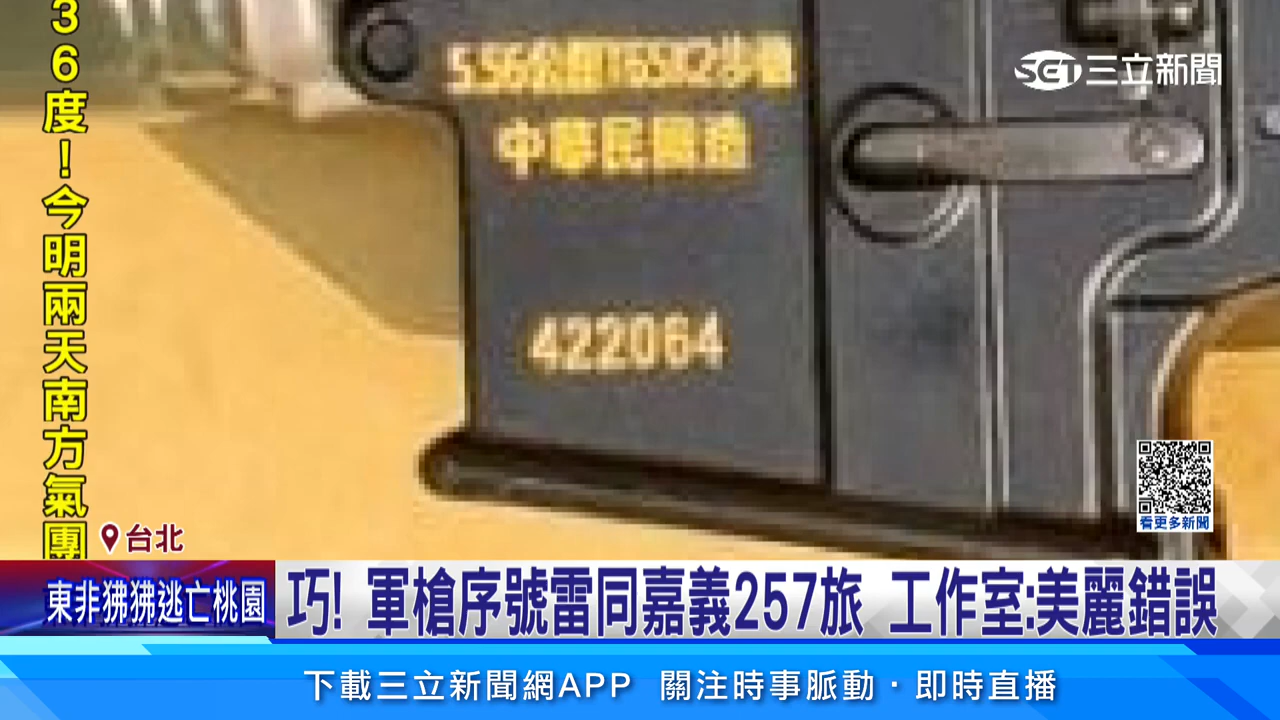 36度！今明兩天南方氣團
SET三立新聞
5.56公厘T65K2步槍
中華民國造
422064
看更多新聞
台北
東非狒狒逃亡桃園
巧！ 軍槍序號雷同嘉義257旅 工作室:美麗錯誤
下載三立新聞網APP 關注時事脈動・即時直播